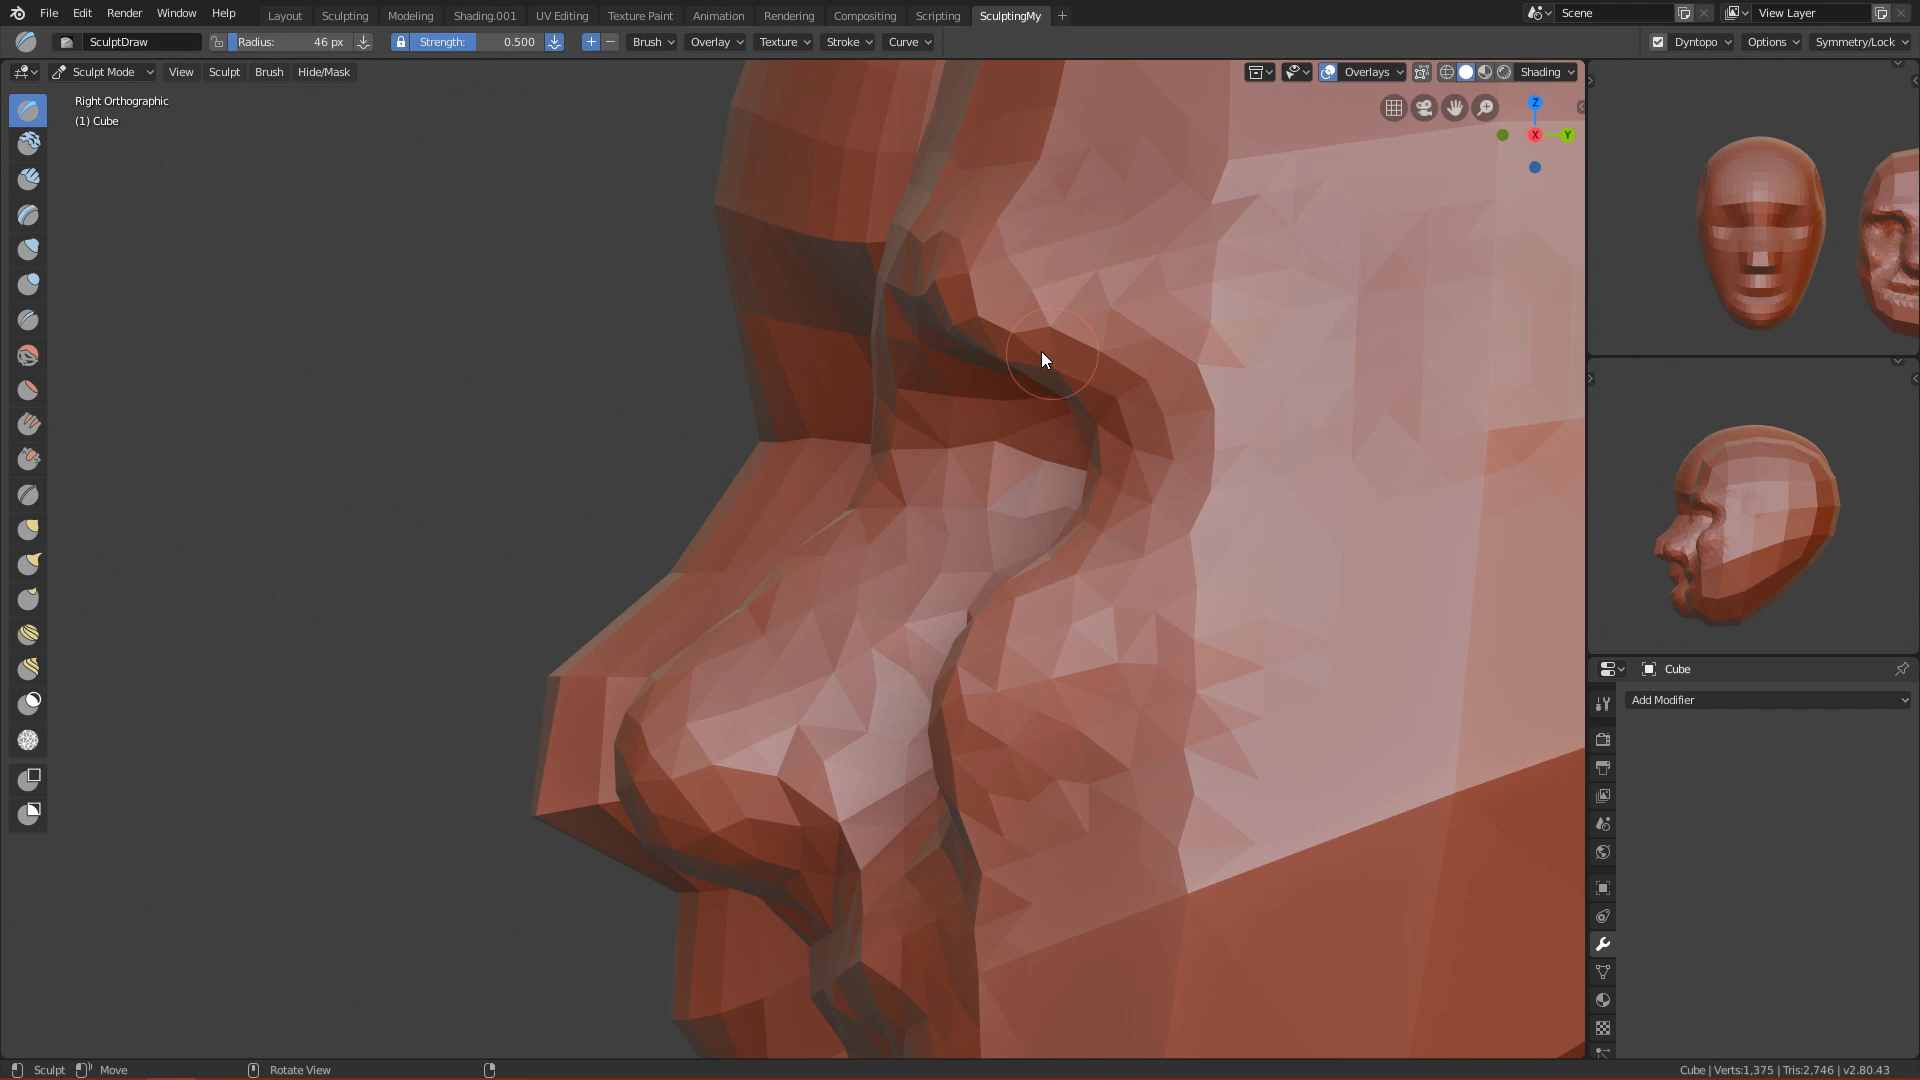 File Edit Render Window Help Layout Sculpting Modeling Shading.001 UV Editing Texture Paint Animation Rendering Compositing Scripting SculptingMy + Scene View Layer
SculptDraw Radius: 46 px Strength: 0.500 + − Brush Overlay Texture Stroke Curve Dyntopo Options Symmetry/Lock
Sculpt Mode View Sculpt Brush Hide/Mask Overlays Shading
Right Orthographic
(1) Cube
Z
X
Y
Cube
Add Modifier
Sculpt Move Rotate View Cube | Verts:1,375 | Tris:2,746 | v2.80.43